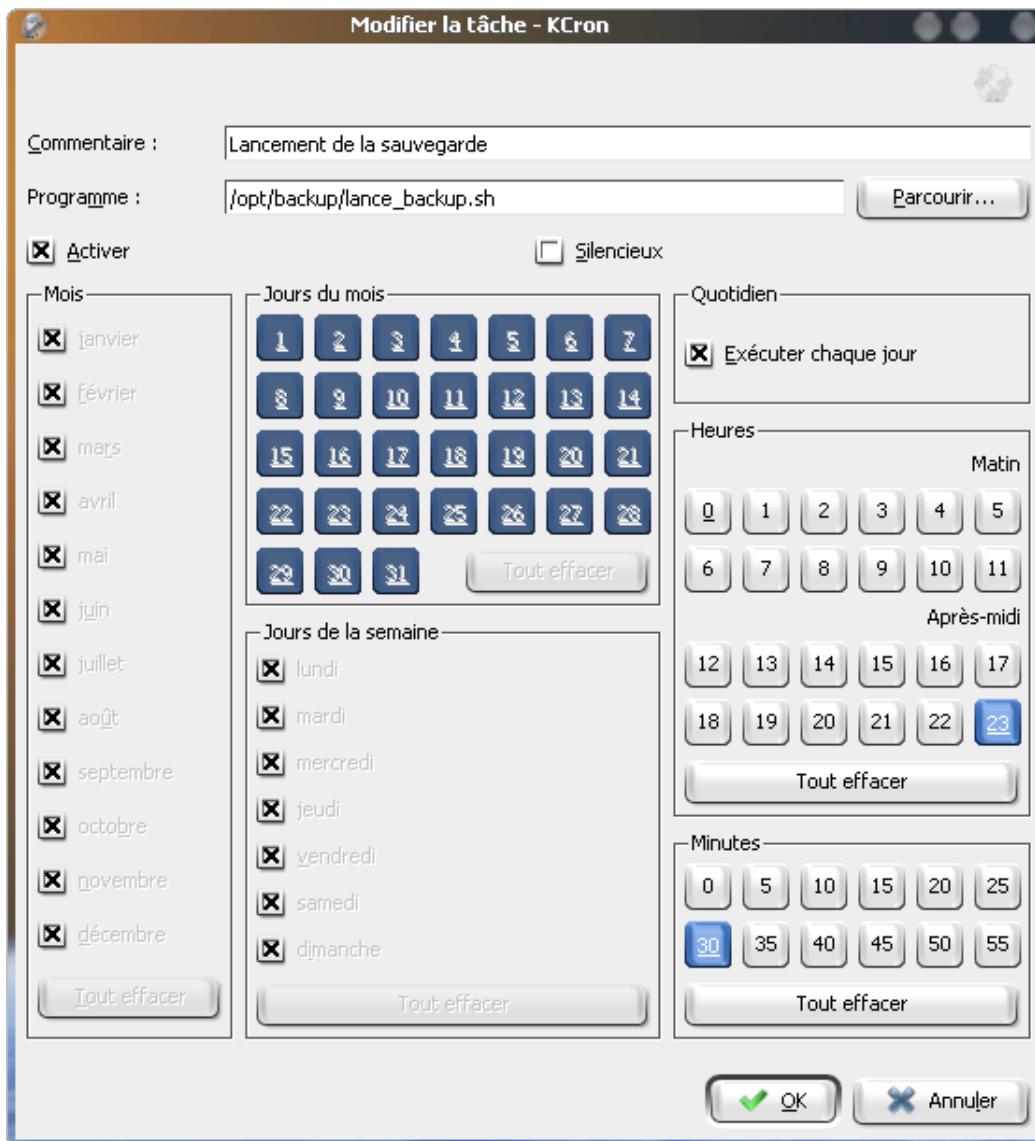 Modifier la tâche - KCron
Commentaire :
Lancement de la sauvegarde
Programme :
/opt/backup/lance_backup.sh
Parcourir...
Activer
Silencieux
Mois
janvier
février
mars
avril
mai
juin
juillet
août
septembre
octobre
novembre
décembre
Tout effacer
Jours du mois
1 2 3 4 5 6 7
8 9 10 11 12 13 14
15 16 17 18 19 20 21
22 23 24 25 26 27 28
29 30 31 Tout effacer
Jours de la semaine
lundi
mardi
mercredi
jeudi
vendredi
samedi
dimanche
Tout effacer
Quotidien
Exécuter chaque jour
Heures
Matin
0 1 2 3 4 5
6 7 8 9 10 11
Après-midi
12 13 14 15 16 17
18 19 20 21 22 23
Tout effacer
Minutes
0 5 10 15 20 25
30 35 40 45 50 55
Tout effacer
OK
Annuler